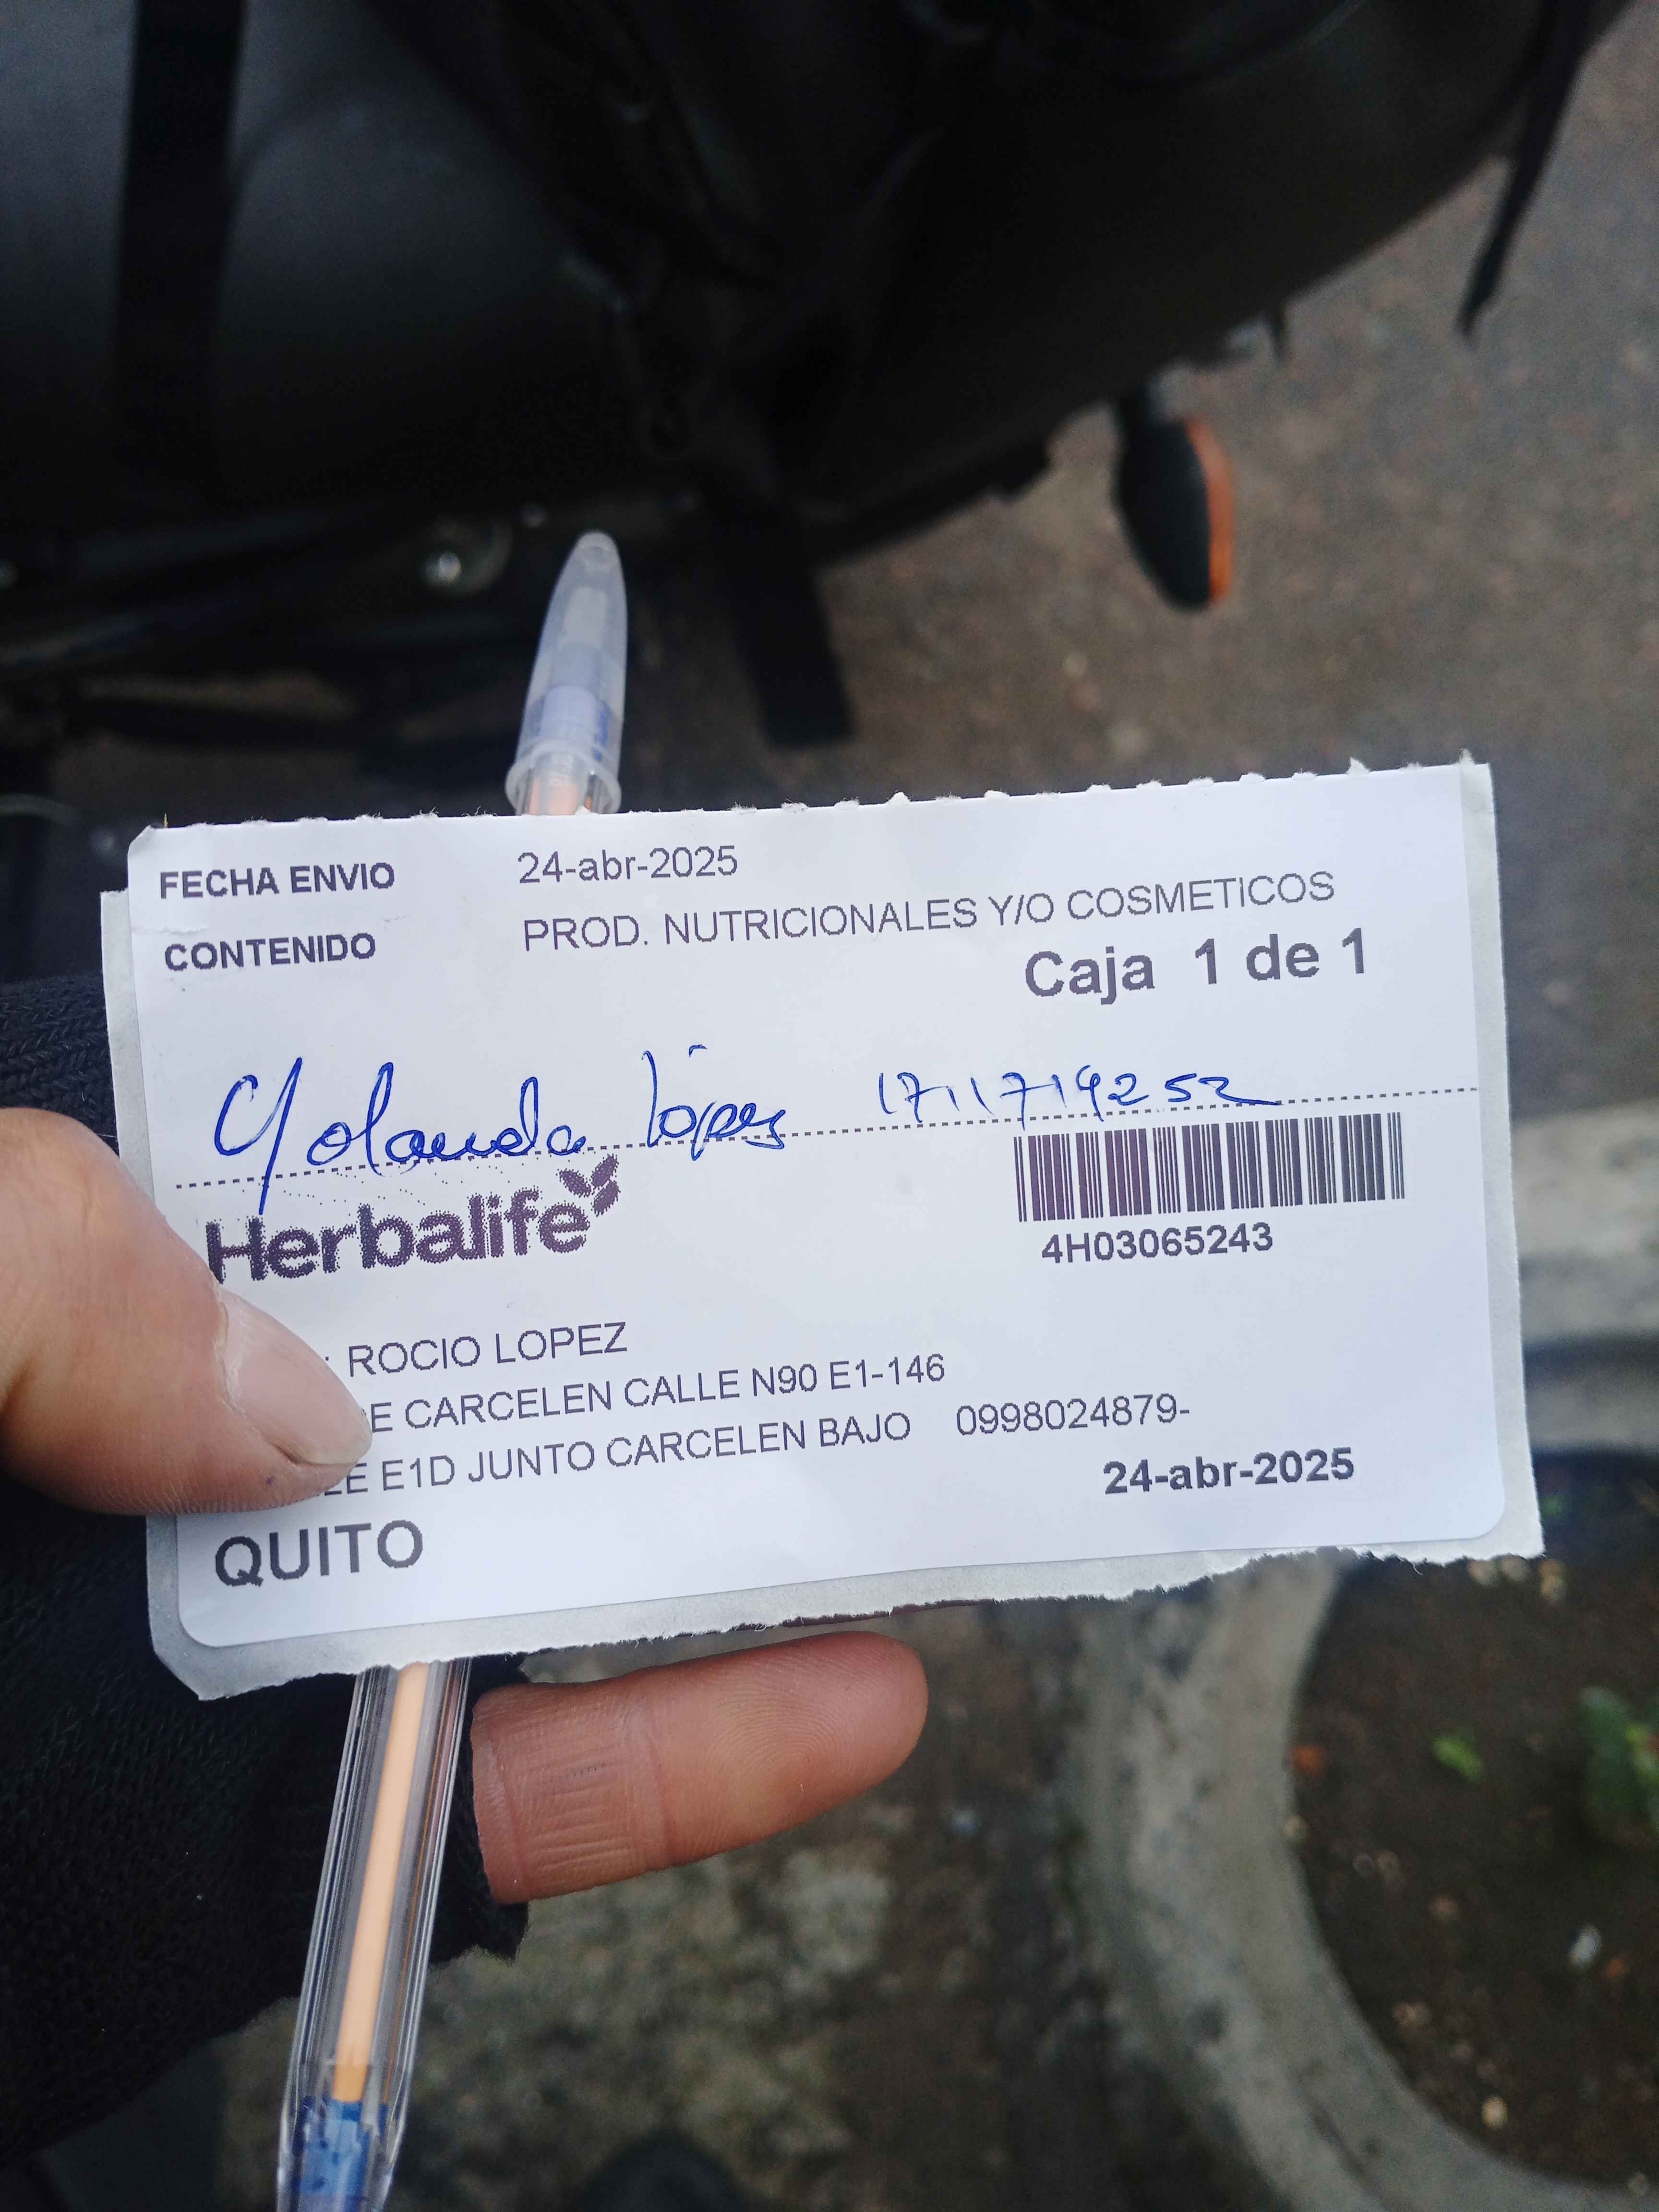 FECHA ENVIO 24-abr-2025
CONTENIDO PROD. NUTRICIONALES Y/O COSMETICOS
Caja 1 de 1
Yolanda López 1711719252
Herbalife
4H03065243
: ROCIO LOPEZ
CARCELEN CALLE N90 E1-146
E1D JUNTO CARCELEN BAJO 0998024879-
24-abr-2025
QUITO